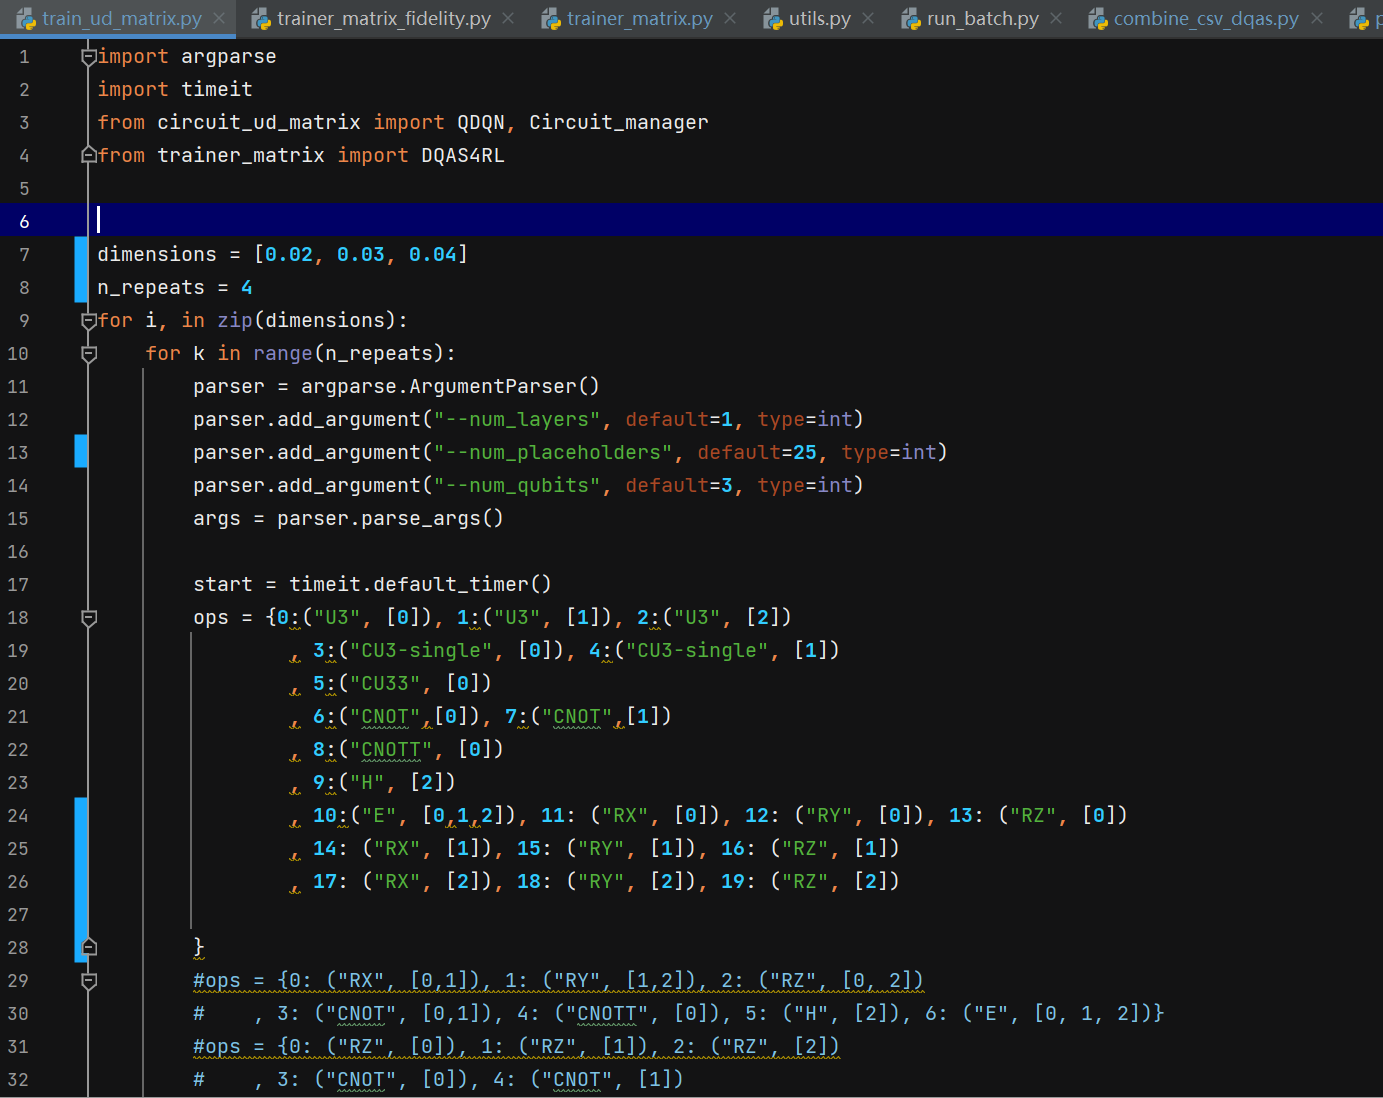 train_ud_matrix.py trainer_matrix_fidelity.py trainer_matrix.py utils.py run_batch.py combine_csv_dqas.py
1 import argparse
2 import timeit
3 from circuit_ud_matrix import QDQN, Circuit_manager
4 from trainer_matrix import DQAS4RL
5
6
7 dimensions = [0.02, 0.03, 0.04]
8 n_repeats = 4
9 for i, in zip(dimensions):
10     for k in range(n_repeats):
11         parser = argparse.ArgumentParser()
12         parser.add_argument("--num_layers", default=1, type=int)
13         parser.add_argument("--num_placeholders", default=25, type=int)
14         parser.add_argument("--num_qubits", default=3, type=int)
15         args = parser.parse_args()
16
17         start = timeit.default_timer()
18         ops = {0:("U3", [0]), 1:("U3", [1]), 2:("U3", [2])
19                 , 3:("CU3-single", [0]), 4:("CU3-single", [1])
20                 , 5:("CU33", [0])
21                 , 6:("CNOT",[0]), 7:("CNOT",[1])
22                 , 8:("CNOTT", [0])
23                 , 9:("H", [2])
24                 , 10:("E", [0,1,2]), 11: ("RX", [0]), 12: ("RY", [0]), 13: ("RZ", [0])
25                 , 14: ("RX", [1]), 15: ("RY", [1]), 16: ("RZ", [1])
26                 , 17: ("RX", [2]), 18: ("RY", [2]), 19: ("RZ", [2])
27
28         }
29         #ops = {0: ("RX", [0,1]), 1: ("RY", [1,2]), 2: ("RZ", [0, 2])
30         #    , 3: ("CNOT", [0,1]), 4: ("CNOTT", [0]), 5: ("H", [2]), 6: ("E", [0, 1, 2])}
31         #ops = {0: ("RZ", [0]), 1: ("RZ", [1]), 2: ("RZ", [2])
32         #    , 3: ("CNOT", [0]), 4: ("CNOT", [1])